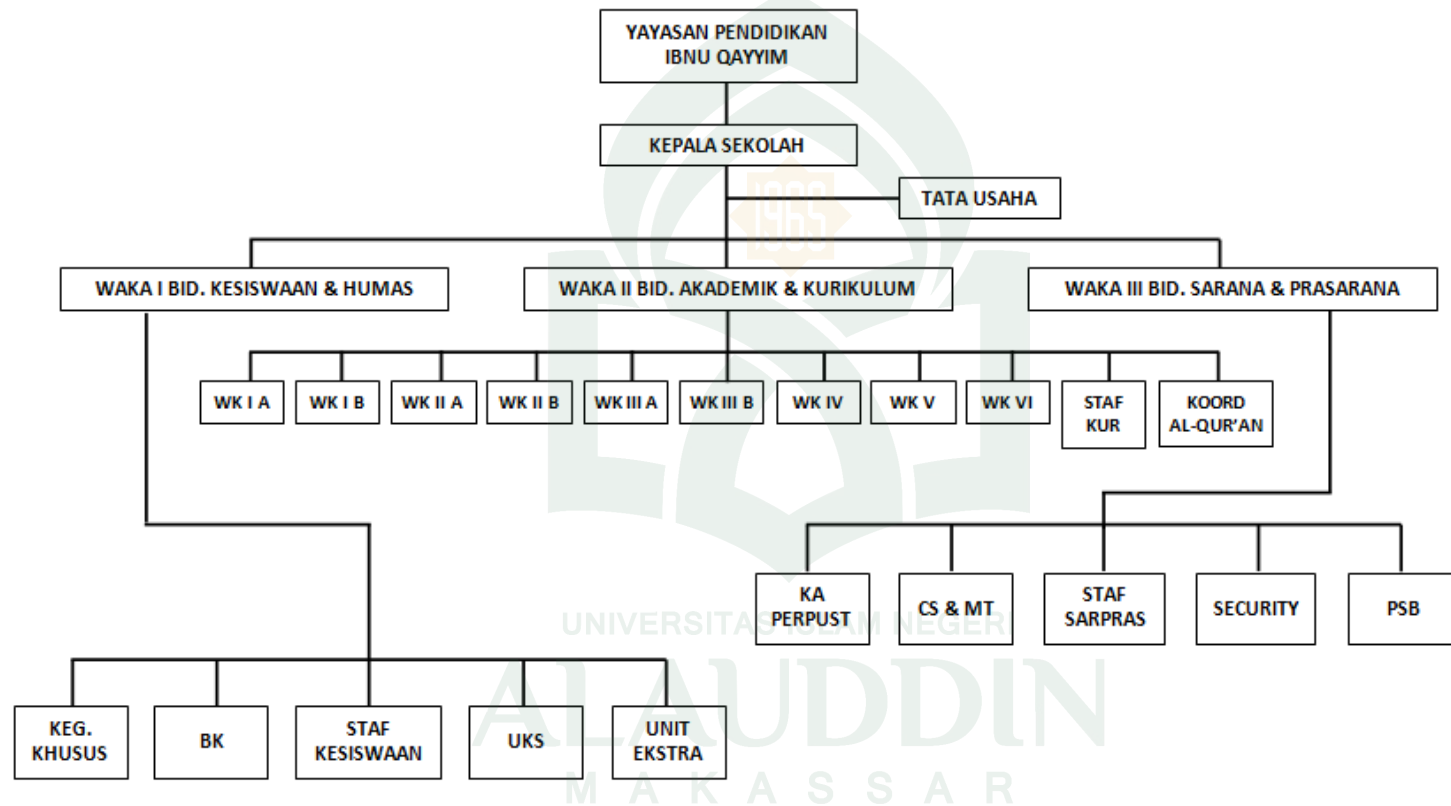 YAYASAN PENDIDIKAN
IBNU QAYYIM
KEPALA SEKOLAH
TATA USAHA
WAKA I BID. KESISWAAN & HUMAS
WAKA II BID. AKADEMIK & KURIKULUM
WAKA III BID. SARANA & PRASARANA
WK I A
WK I B
WK II A
WK II B
WK III A
WK III B
WK IV
WK V
WK VI
STAF
KUR
KOORD
AL-QUR'AN
KA
PERPUST
CS & MT
STAF
SARPRAS
SECURITY
PSB
KEG.
KHUSUS
BK
STAF
KESISWAAN
UKS
UNIT
EKSTRA
1965
UNIVERSITAS ISLAM NEGERI
ALAUDDIN
MAKASSAR